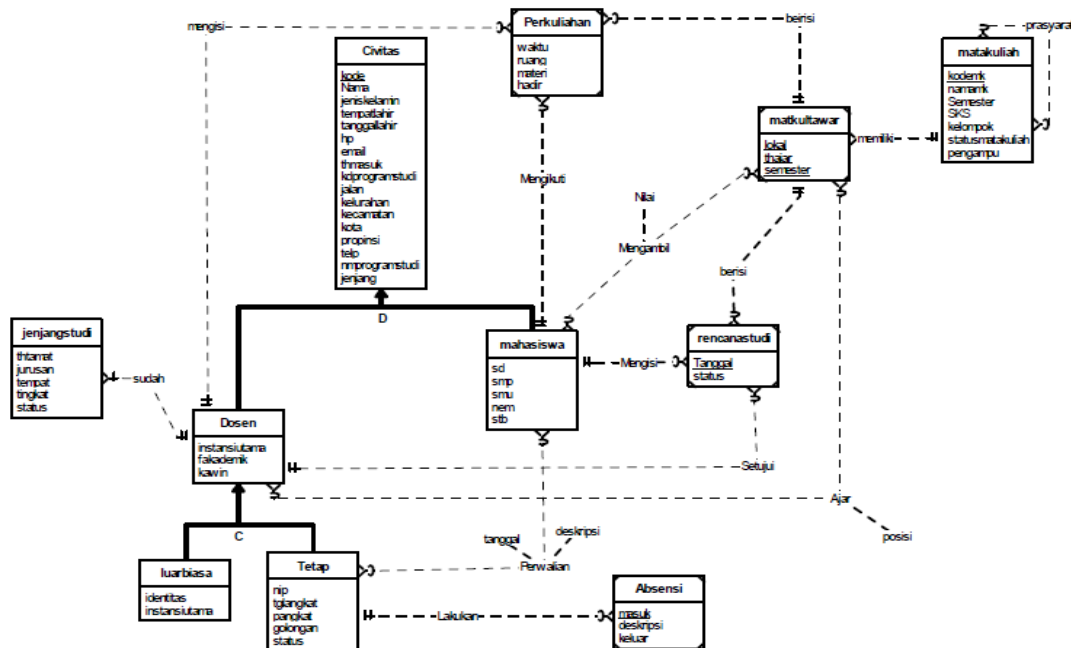 mengisi
Perkuliahan
waktu
ruang
materi
hadir
beirisi
prasyarat
Civitas
kode
Nama
jeniskelamin
tempatlahir
tanggallahir
hp
email
thmasuk
kdprogramstudi
jalan
kelurahan
kecamatan
kota
propinsi
telp
nmprogramstudi
jenjang
matakuliah
kodemk
namamk
Semester
SKS
kelompok
statusmatakuliah
pengampu
matkultawar
lokal
thajar
semester
memiliki
Mengikuti
Nilai
Mengambil
berisi
D
jenjangstudi
thtamat
jurusan
tempat
tingkat
status
sudah
mahasiswa
sd
smp
smu
nem
stb
Mengisi
rencanastudi
Tanggal
status
Dosen
instansiutama
fakademik
kawin
Setujui
Ajar
posisi
C
luarbiasa
identitas
instansiutama
Tetap
nip
tglangkat
pangkat
golongan
status
tanggal
deskripsi
Perwalian
Lakukan
Absensi
masuk
deskripsi
keluar